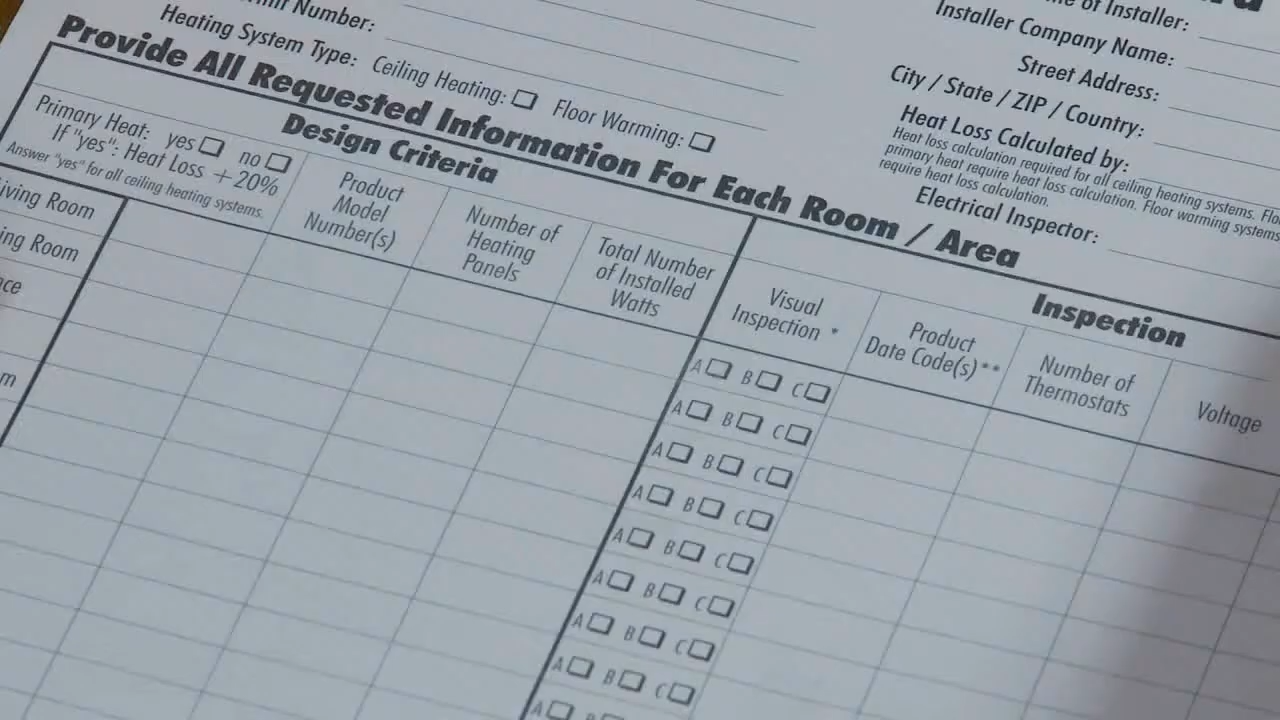 Number:
Heating System Type: Ceiling Heating: Floor Warming:
of Installer:
Installer Company Name:
Street Address:
City / State / ZIP / Country:
Heat Loss Calculated by:
Heat loss calculation required for all ceiling heating systems.
primary heat require heat loss calculation. Floor warming systems
require heat loss calculation.
Electrical Inspector:
Provide All Requested Information For Each Room / Area
Design Criteria
Primary Heat: yes no
If "yes": Heat Loss +20%
Answer "yes" for all ceiling heating systems.
Product
Model
Number(s)
Number of
Heating
Panels
Total Number
of Installed
Watts
Inspection
Visual
Inspection *
Product
Date Code(s) **
Number of
Thermostats
Voltage
Room
Room
A B C
A B C
A B C
A B C
A B C
A B C
A B C
A B C
A B